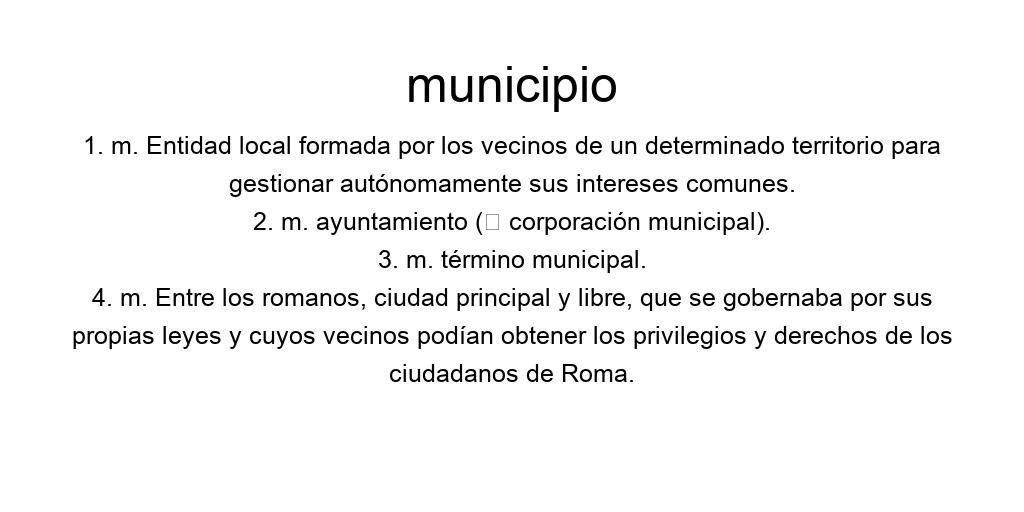 municipio
1. m. Entidad local formada por los vecinos de un determinado territorio para
gestionar autónomamente sus intereses comunes.
2. m. ayuntamiento (□ corporación municipal).
3. m. término municipal.
4. m. Entre los romanos, ciudad principal y libre, que se gobernaba por sus
propias leyes y cuyos vecinos podían obtener los privilegios y derechos de los
ciudadanos de Roma.